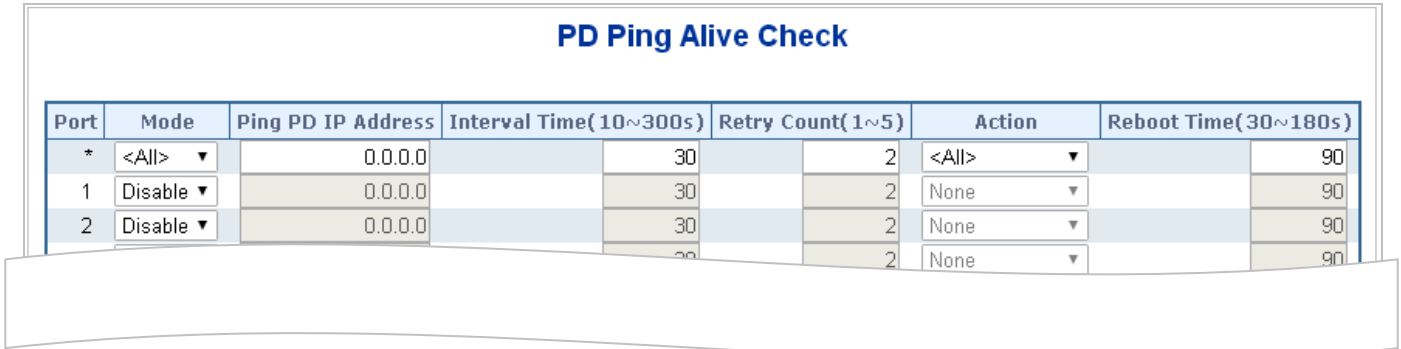 PD Ping Alive Check
Port Mode Ping PD IP Address Interval Time(10~300s) Retry Count(1~5) Action Reboot Time(30~180s)
* <All> 0.0.0.0 30 2 <All> 90
1 Disable 0.0.0.0 30 2 None 90
2 Disable 0.0.0.0 30 2 None 90
2 None 90